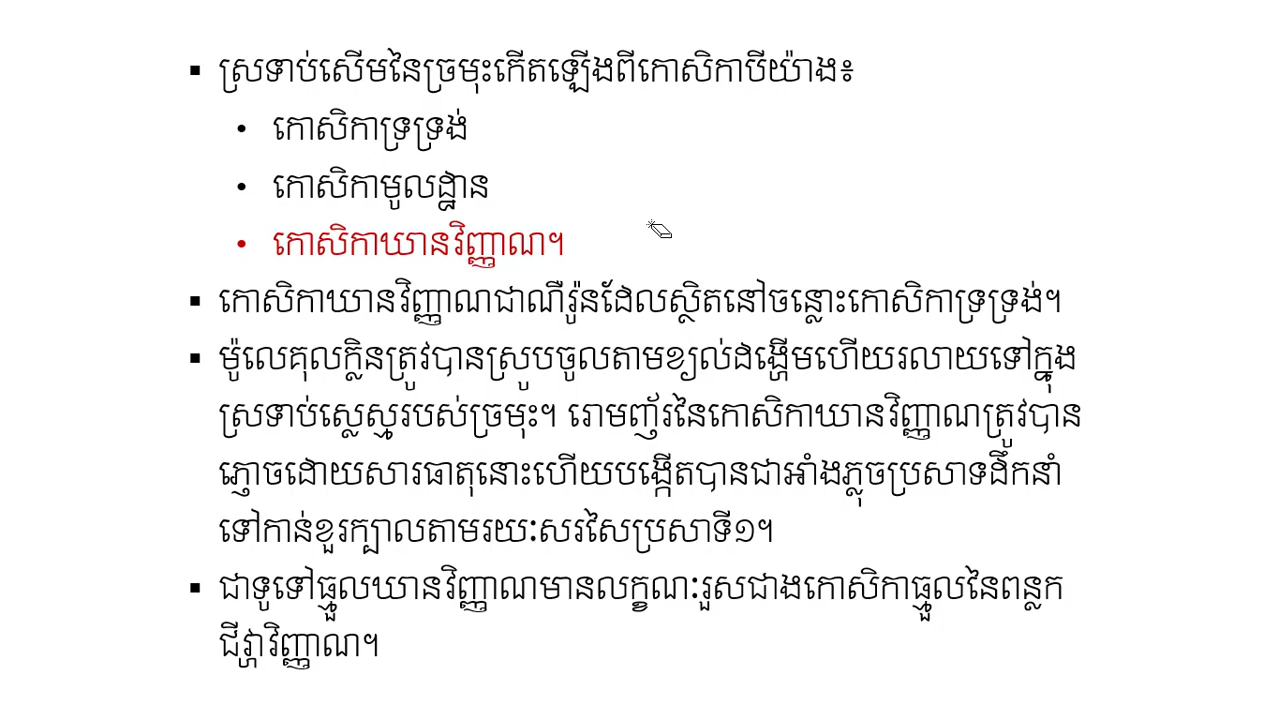 ▪ ស្រទាប់សើមនៃច្រមុះកើតឡើងពីកោសិកាបីយ៉ាង៖
• កោសិកាទ្រទ្រង់
• កោសិកាមូលដ្ឋាន
• កោសិកាឃានវិញ្ញាណ។
▪ កោសិកាឃានវិញ្ញាណជាណឺរ៉ូនដែលស្ថិតនៅចន្លោះកោសិកាទ្រទ្រង់។
▪ ម៉ូលេគុលក្លិនត្រូវបានស្រូបចូលតាមខ្យល់ដង្ហើមហើយរលាយទៅក្នុង
ស្រទាប់ស្លេស្មរបស់ច្រមុះ។ រោមញ័រនៃកោសិកាឃានវិញ្ញាណត្រូវបាន
ភ្ញោចដោយសារធាតុនោះហើយបង្កើតបានជាអាំងភ្លុចប្រសាទដឹកនាំ
ទៅកាន់ខួរក្បាលតាមរយ:សរសៃប្រសាទី១។
▪ ជាទូទៅធ្មួលឃានវិញ្ញាណមានលក្ខណ:រួសជាងកោសិកាធ្មួលនៃពន្លក
ជីវ្ហាវិញ្ញាណ។